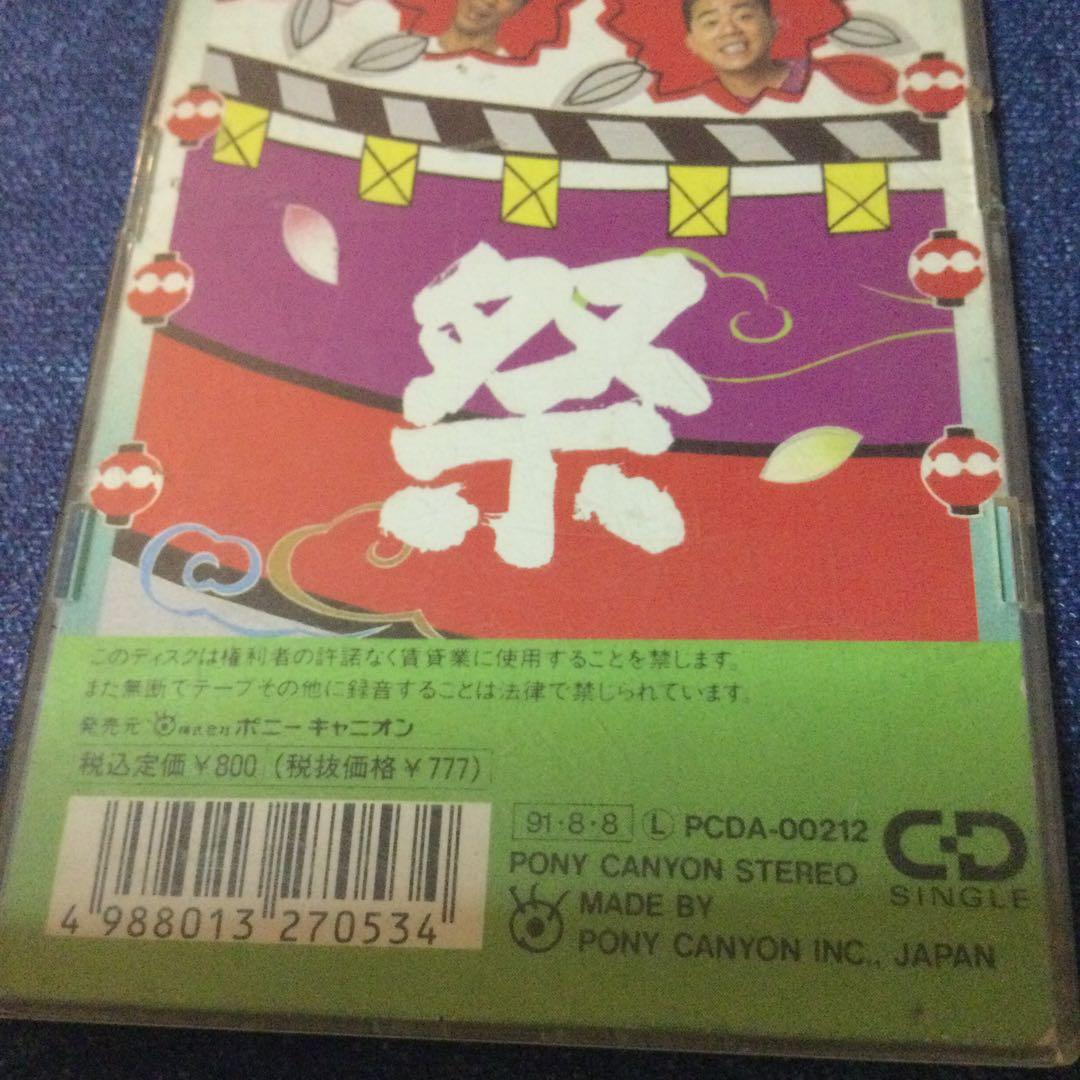 祭
このディスクは権利者の許諾なく賃貸業に使用することを禁じます。
また無断でテープその他に録音することは法律で禁じられています。
発売元 株式会社 ポニーキャニオン
税込定価￥800（税抜価格￥777）
91・8・8 Ⓛ PCDA-00212
PONY CANYON STEREO
MADE BY
PONY CANYON INC., JAPAN
CD
SINGLE
4 988013 270534